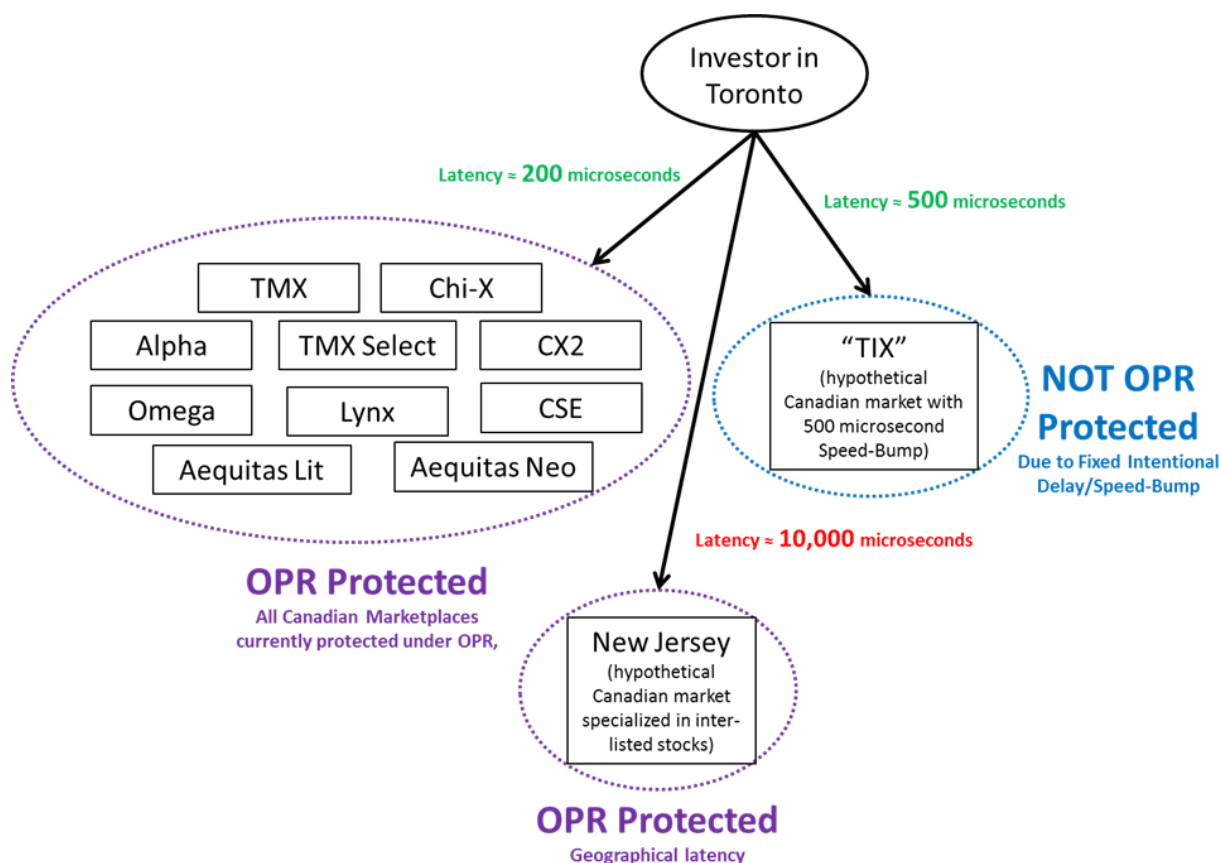 Investor in
Toronto
Latency ≈ 200 microseconds
Latency ≈ 500 microseconds
TMX
Chi-X
Alpha
TMX Select
CX2
Omega
Lynx
CSE
Aequitas Lit
Aequitas Neo
“TIX”
(hypothetical
Canadian market with
500 microsecond
Speed-Bump)
NOT OPR
Protected
Due to Fixed Intentional
Delay/Speed-Bump
Latency ≈ 10,000 microseconds
OPR Protected
All Canadian Marketplaces
currently protected under OPR,
New Jersey
(hypothetical
Canadian market
specialized in inter-
listed stocks)
OPR Protected
Geographical latency